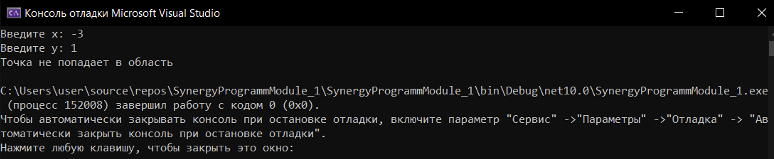 Консоль отладки Microsoft Visual Studio
Введите x: -3
Введите y: 1
Точка не попадает в область
C:\Users\user\source\repos\SynergyProgrammModule_1\SynergyProgrammModule_1\bin\Debug\net10.0\SynergyProgrammModule_1.exe
(процесс 152008) завершил работу с кодом 0 (0x0).
Чтобы автоматически закрывать консоль при остановке отладки, включите параметр "Сервис" ->"Параметры" ->"Отладка" -> "Ав
томатически закрыть консоль при остановке отладки".
Нажмите любую клавишу, чтобы закрыть это окно: